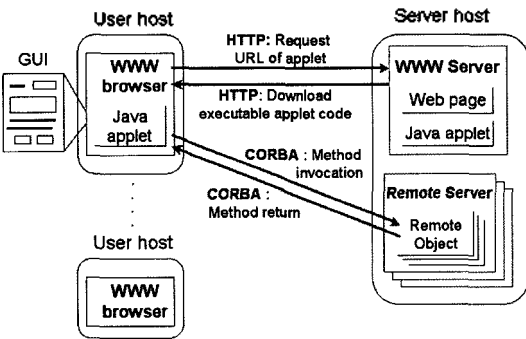 User host
Server host
GUI
WWW
browser
Java
applet
HTTP: Request
URL of applet
HTTP: Download
executable applet code
WWW Server
Web page
Java applet
CORBA : Method
invocation
CORBA :
Method return
Remote Server
Remote
Object
User host
WWW
browser